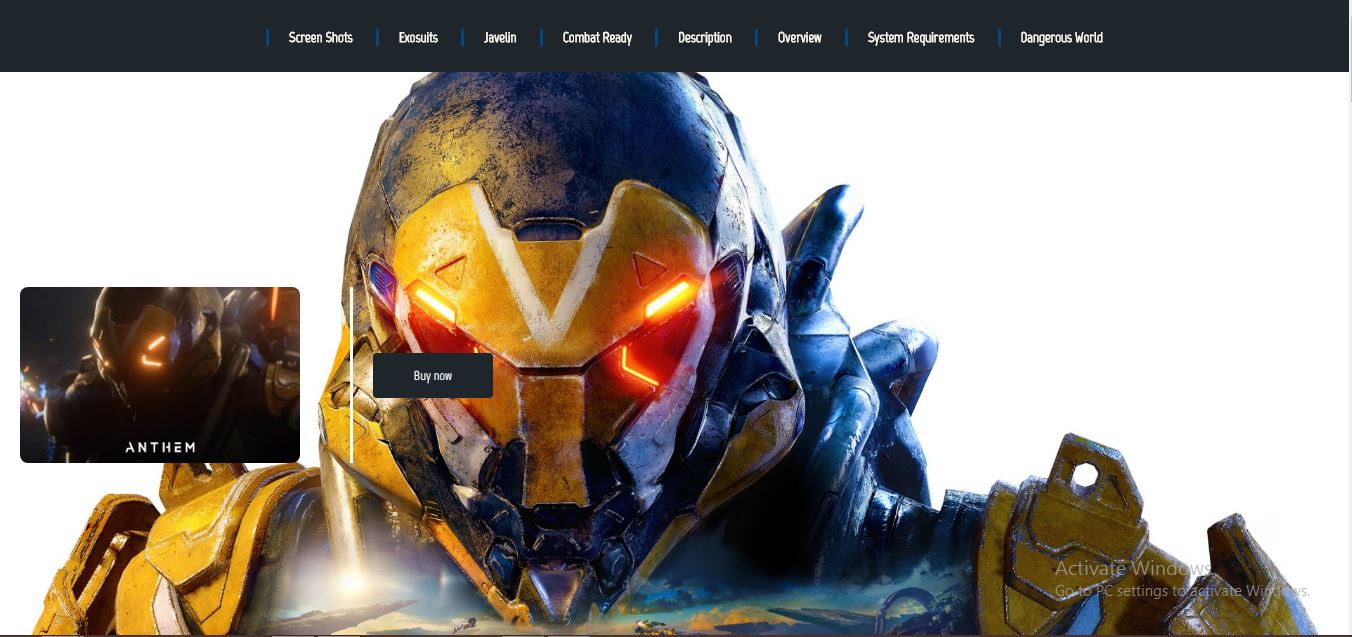 Screen Shots Exosuits Javelin Combat Ready Description Overview System Requirements Dangerous World
Buy now
ANTHEM
Activate Windows
Go to PC settings to activate Windows.